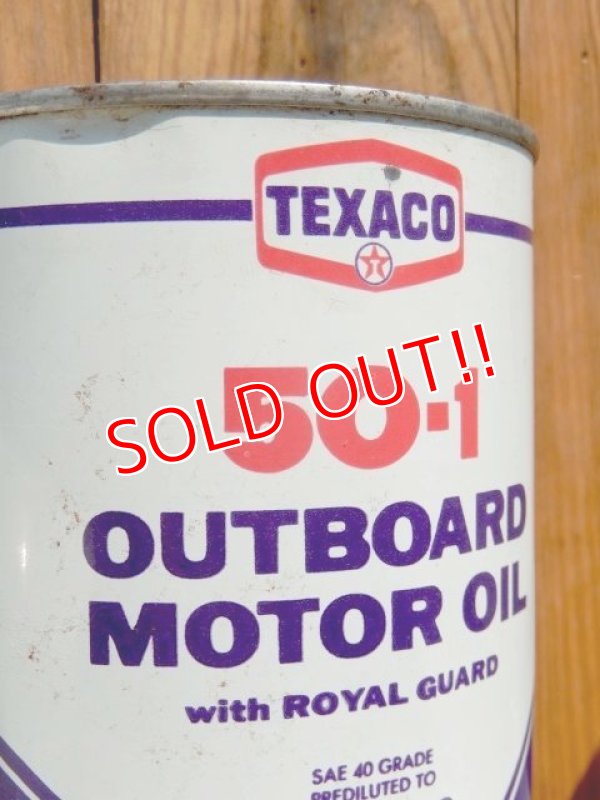 TEXACO
T
50-1
SOLD OUT!!
OUTBOARD
MOTOR OIL
with ROYAL GUARD
SAE 40 GRADE
PREDILUTED TO